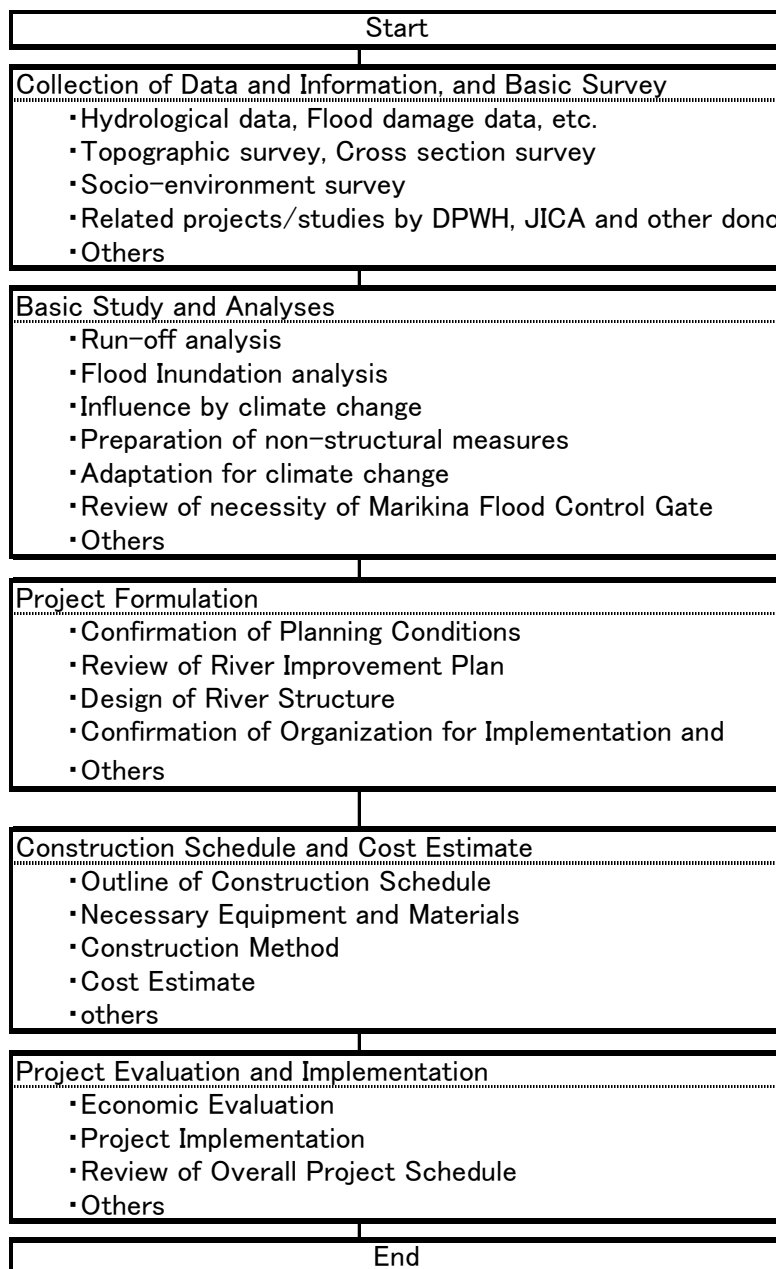 Start
Collection of Data and Information, and Basic Survey
・Hydrological data, Flood damage data, etc.
・Topographic survey, Cross section survey
・Socio-environment survey
・Related projects/studies by DPWH, JICA and other dono
・Others
Basic Study and Analyses
・Run-off analysis
・Flood Inundation analysis
・Influence by climate change
・Preparation of non-structural measures
・Adaptation for climate change
・Review of necessity of Marikina Flood Control Gate
・Others
Project Formulation
・Confirmation of Planning Conditions
・Review of River Improvement Plan
・Design of River Structure
・Confirmation of Organization for Implementation and
・Others
Construction Schedule and Cost Estimate
・Outline of Construction Schedule
・Necessary Equipment and Materials
・Construction Method
・Cost Estimate
・others
Project Evaluation and Implementation
・Economic Evaluation
・Project Implementation
・Review of Overall Project Schedule
・Others
End